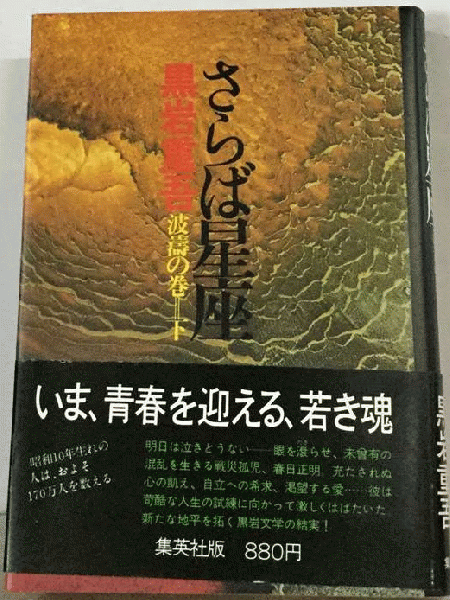 さらば星座
黒岩重吾
波濤の巻─下
いま、青春を迎える、若き魂
昭和10年生れの
人は、およそ
170万人を数える
明日は泣きとうない──眼を滾らせ、未曾有の
混乱を生きる戦災孤児、春日正明。充たされぬ
心の飢え、自立への希求、渇望する愛……彼は
苛酷な人生の試練に向かって激しくはばたいた
新たな地平を拓く黒岩文学の結実！
集英社版 880円
黒岩重吾